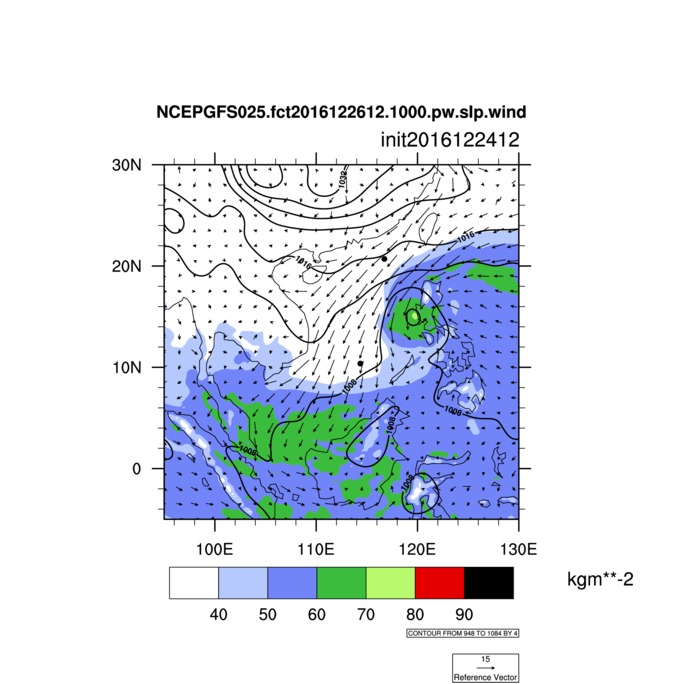 NCEPGFS025.fct2016122612.1000.pw.slp.wind
init2016122412
30N
20N
10N
0
1032
1016
1016
1008
1008
1008
1008
1008
100E 110E 120E 130E
40 50 60 70 80 90
kgm**-2
CONTOUR FROM 948 TO 1084 BY 4
15
Reference Vector